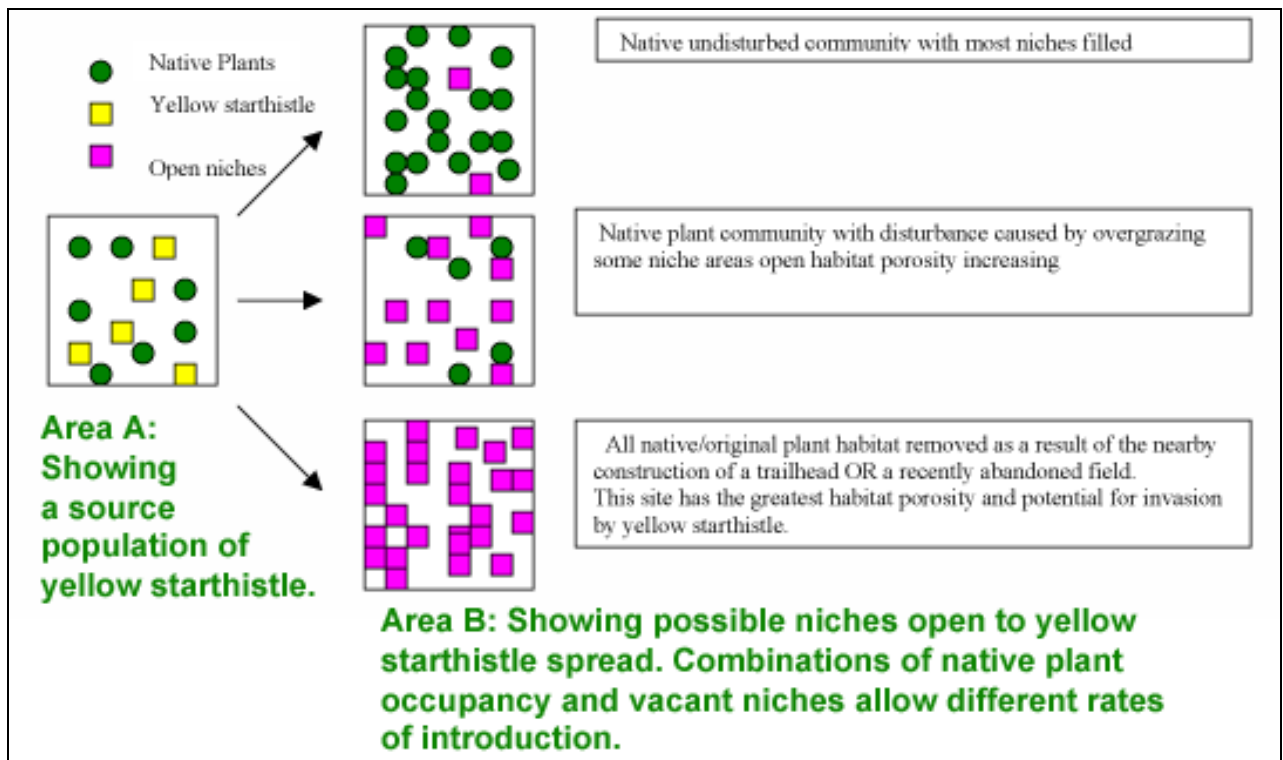 Native Plants
Yellow starthistle
Open niches
Native undisturbed community with most niches filled
Native plant community with disturbance caused by overgrazing
some niche areas open habitat porosity increasing
All native/original plant habitat removed as a result of the nearby
construction of a trailhead OR a recently abandoned field.
This site has the greatest habitat porosity and potential for invasion
by yellow starthistle.
Area A:
Showing
a source
population of
yellow starthistle.
Area B: Showing possible niches open to yellow
starthistle spread. Combinations of native plant
occupancy and vacant niches allow different rates
of introduction.